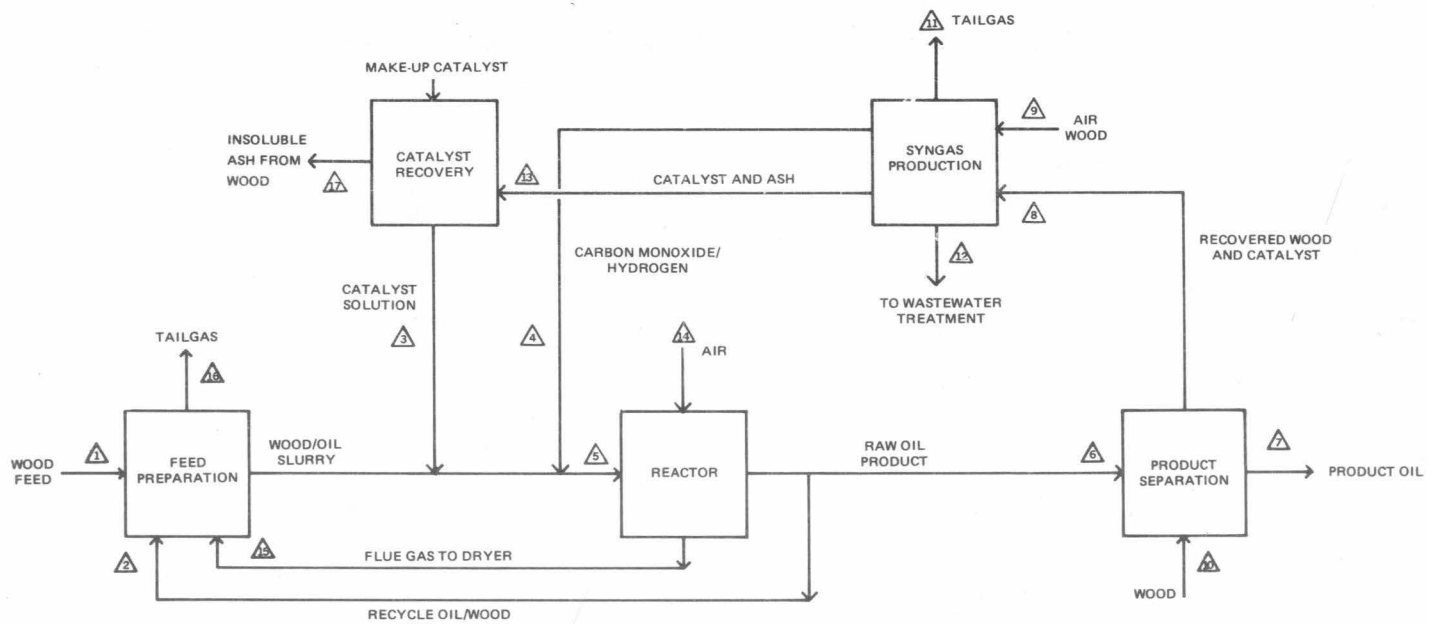 11 TAILGAS
MAKE-UP CATALYST
9
AIR
WOOD
INSOLUBLE
ASH FROM
WOOD
17
CATALYST
RECOVERY
13
CATALYST AND ASH
SYNGAS
PRODUCTION
8
RECOVERED WOOD
AND CATALYST
CARBON MONOXIDE/
HYDROGEN
12
TO WASTEWATER
TREATMENT
CATALYST
SOLUTION
3
4
14
AIR
TAILGAS
16
1
WOOD
FEED
FEED
PREPARATION
WOOD/OIL
SLURRY
5
REACTOR
RAW OIL
PRODUCT
6
PRODUCT
SEPARATION
7
PRODUCT OIL
2
15
FLUE GAS TO DRYER
RECYCLE OIL/WOOD
WOOD
10